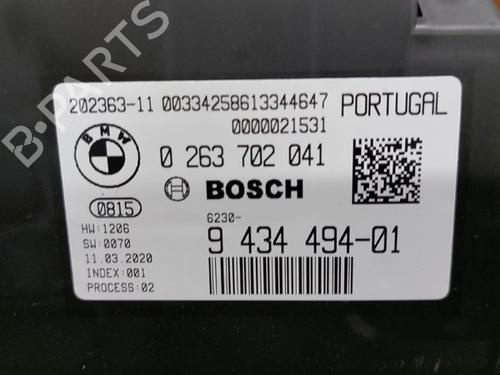 B-PARTS
202363-11 00334258613344647 PORTUGAL
0000021531
BMW
0 263 702 041
BOSCH
0815
6230-
HW:1206
SW:0070
9 434 494-01
11.03.2020
INDEX:001
PROCESS:02